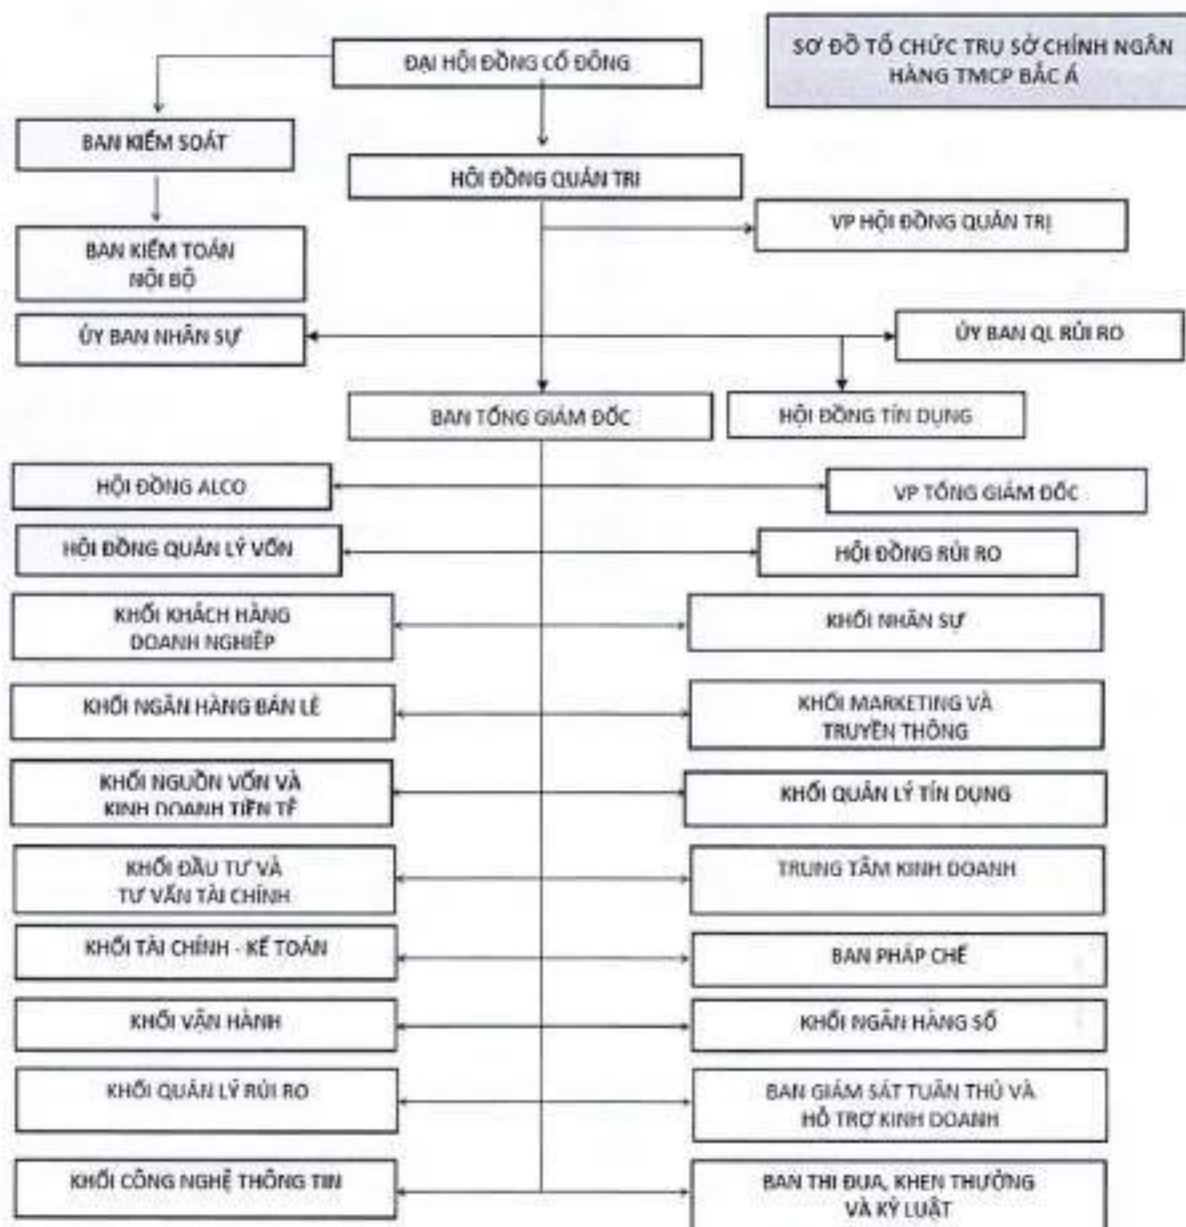 SƠ ĐỒ TỔ CHỨC TRỤ SỞ CHÍNH NGÂN
HÀNG TMCP BẮC Á
ĐẠI HỘI ĐỒNG CỔ ĐÔNG
BAN KIỂM SOÁT
HỘI ĐỒNG QUẢN TRỊ
VP HỘI ĐỒNG QUẢN TRỊ
BAN KIỂM TOÁN
NỘI BỘ
ỦY BAN NHÂN SỰ
ỦY BAN QL RỦI RO
BAN TỔNG GIÁM ĐỐC
HỘI ĐỒNG TÍN DỤNG
HỘI ĐỒNG ALCO
VP TỔNG GIÁM ĐỐC
HỘI ĐỒNG QUẢN LÝ VỐN
HỘI ĐỒNG RỦI RO
KHỐI KHÁCH HÀNG
DOANH NGHIỆP
KHỐI NHÂN SỰ
KHỐI NGÂN HÀNG BÁN LẺ
KHỐI MARKETING VÀ
TRUYỀN THÔNG
KHỐI NGUỒN VỐN VÀ
KINH DOANH TIỀN TỆ
KHỐI QUẢN LÝ TÍN DỤNG
KHỐI ĐẦU TƯ VÀ
TƯ VẤN TÀI CHÍNH
TRUNG TÂM KINH DOANH
KHỐI TÀI CHÍNH - KẾ TOÁN
BAN PHÁP CHẾ
KHỐI VẬN HÀNH
KHỐI NGÂN HÀNG SỐ
KHỐI QUẢN LÝ RỦI RO
BAN GIÁM SÁT TUÂN THỦ VÀ
HỖ TRỢ KINH DOANH
KHỐI CÔNG NGHỆ THÔNG TIN
BAN THI ĐUA, KHEN THƯỞNG
VÀ KỶ LUẬT